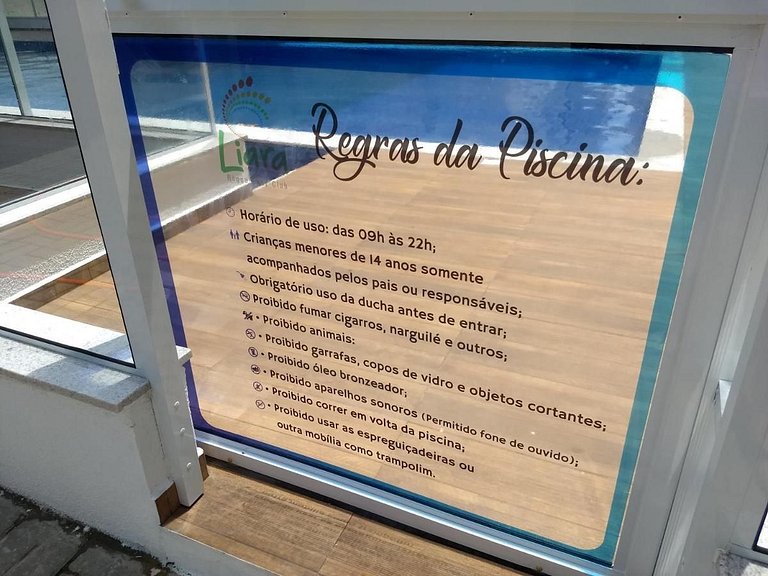 Liara
Regras da Piscina:
Horário de uso: das 09h às 22h;
Crianças menores de 14 anos somente
acompanhados pelos pais ou responsáveis;
Obrigatório uso da ducha antes de entrar;
Proibido fumar cigarros, narguilé e outros;
• Proibido animais:
• Proibido garrafas, copos de vidro e objetos cortantes;
• Proibido óleo bronzeador;
• Proibido aparelhos sonoros (Permitido fone de ouvido);
• Proibido correr em volta da piscina;
• Proibido usar as espreguiçadeiras ou
outra mobília como trampolim.